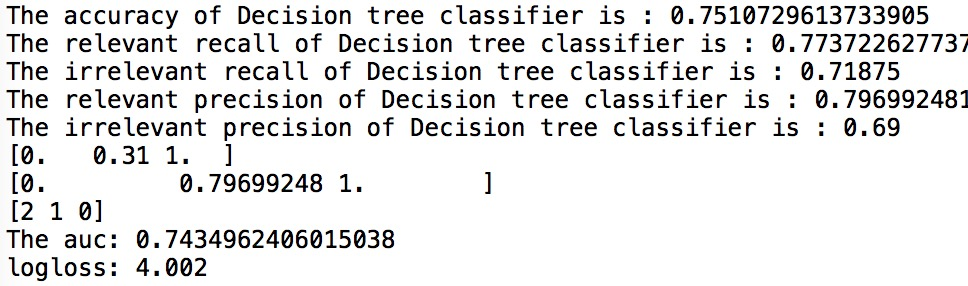 The accuracy of Decision tree classifier is : 0.7510729613733905
The relevant recall of Decision tree classifier is : 0.773722627737
The irrelevant recall of Decision tree classifier is : 0.71875
The relevant precision of Decision tree classifier is : 0.796992481
The irrelevant precision of Decision tree classifier is : 0.69
[0.   0.31 1.  ]
[0.         0.79699248 1.        ]
[2 1 0]
The auc: 0.7434962406015038
logloss: 4.002